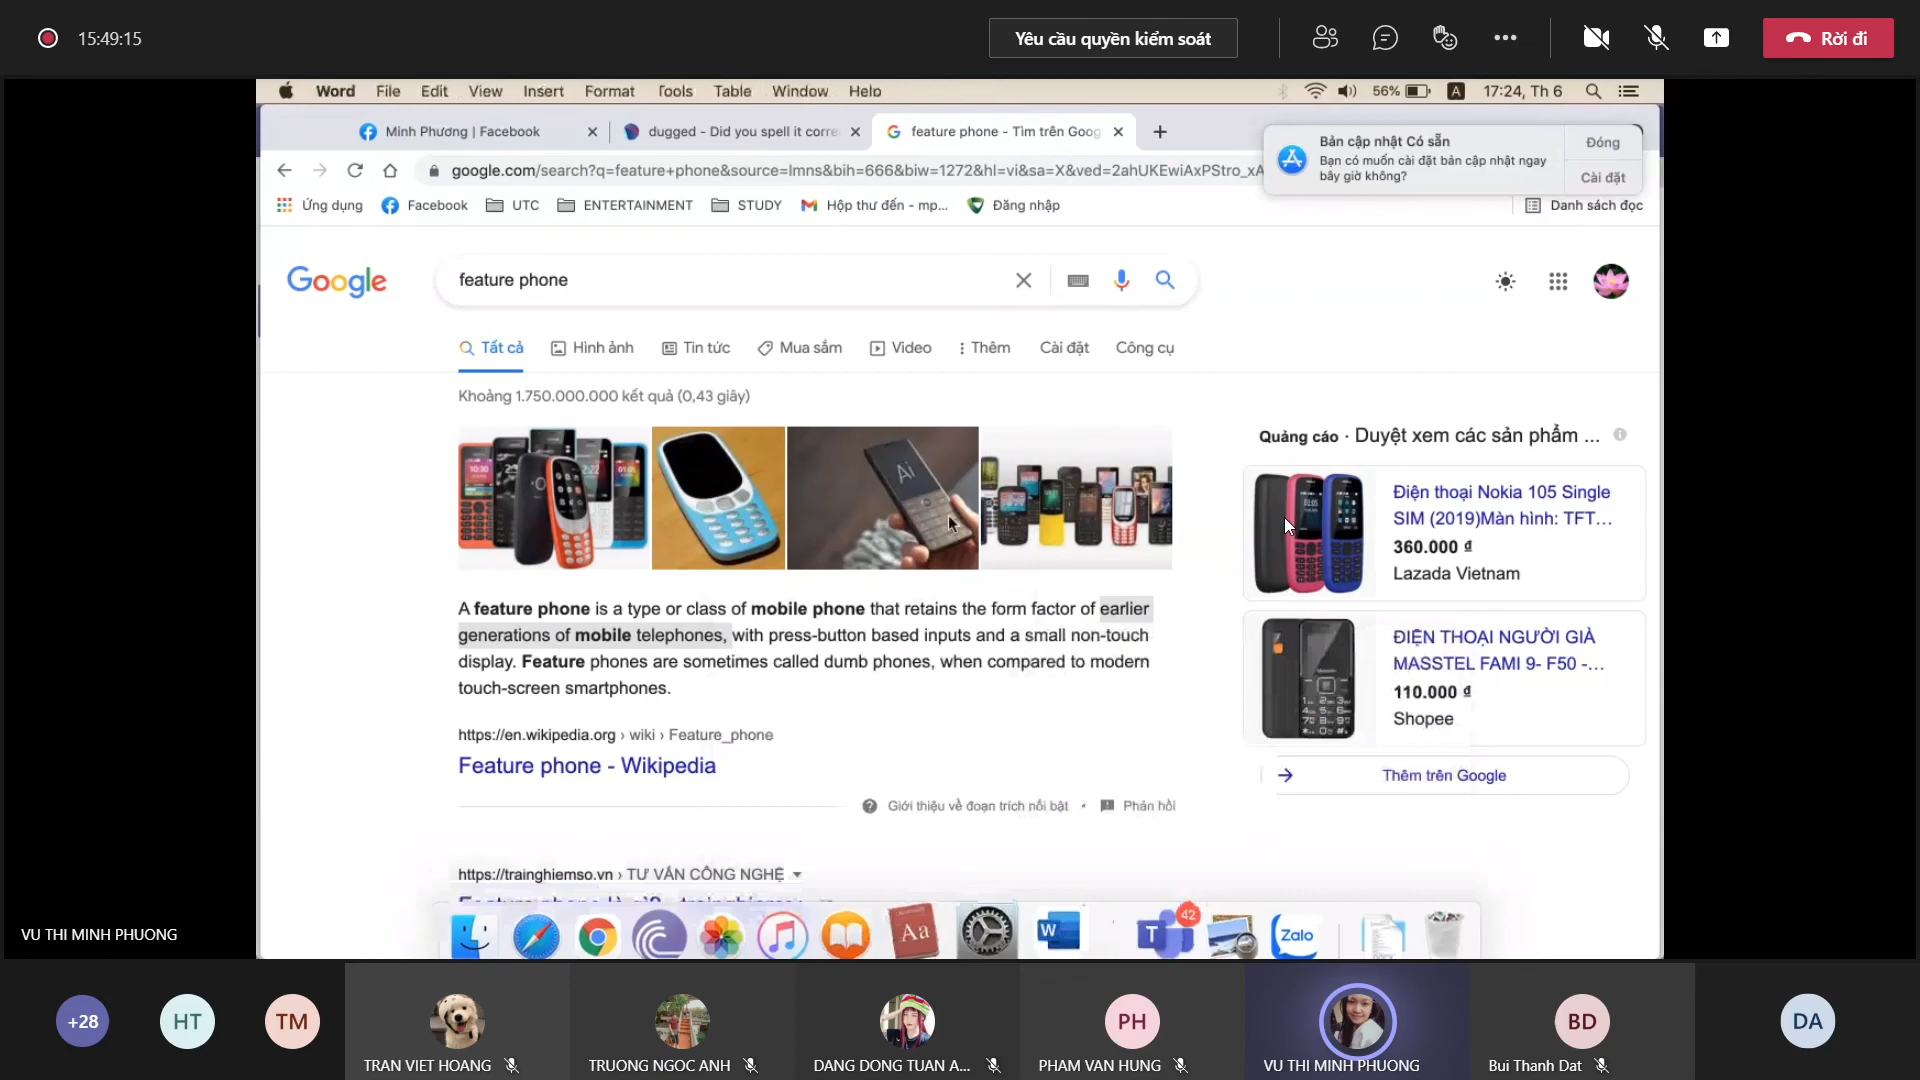 15:49:15
Yêu cầu quyền kiểm soát
Rời đi
Word File Edit View Insert Format Tools Table Window Help
56% A 17:24, Th 6
Minh Phương | Facebook
dugged - Did you spell it corre
feature phone - Tìm trên Goog
Bản cập nhật Có sẵn
Bạn có muốn cài đặt bản cập nhật ngay
bây giờ không?
Đóng
Cài đặt
google.com/search?q=feature+phone&source=lmns&bih=666&biw=1272&hl=vi&sa=X&ved=2ahUKEwiAxPStro_xA
Ứng dụng Facebook UTC ENTERTAINMENT STUDY Hộp thư đến - mp... Đăng nhập Danh sách đọc
Google
feature phone
Tất cả Hình ảnh Tin tức Mua sắm Video Thêm Cài đặt Công cụ
Khoảng 1.750.000.000 kết quả (0,43 giây)
A feature phone is a type or class of mobile phone that retains the form factor of earlier
generations of mobile telephones, with press-button based inputs and a small non-touch
display. Feature phones are sometimes called dumb phones, when compared to modern
touch-screen smartphones.
https://en.wikipedia.org › wiki › Feature_phone
Feature phone - Wikipedia
Giới thiệu về đoạn trích nổi bật • Phản hồi
https://trainghiemso.vn › TƯ VẤN CÔNG NGHỆ
Quảng cáo · Duyệt xem các sản phẩm ...
Điện thoại Nokia 105 Single
SIM (2019)Màn hình: TFT...
360.000 ₫
Lazada Vietnam
ĐIỆN THOẠI NGƯỜI GIÀ
MASSTEL FAMI 9- F50 -...
110.000 ₫
Shopee
Thêm trên Google
Aa
W
T
42
Zalo
VU THI MINH PHUONG
+28
HT
TM
TRAN VIET HOANG
TRUONG NGOC ANH
DANG DONG TUAN A...
PH
PHAM VAN HUNG
VU THI MINH PHUONG
BD
Bui Thanh Dat
DA